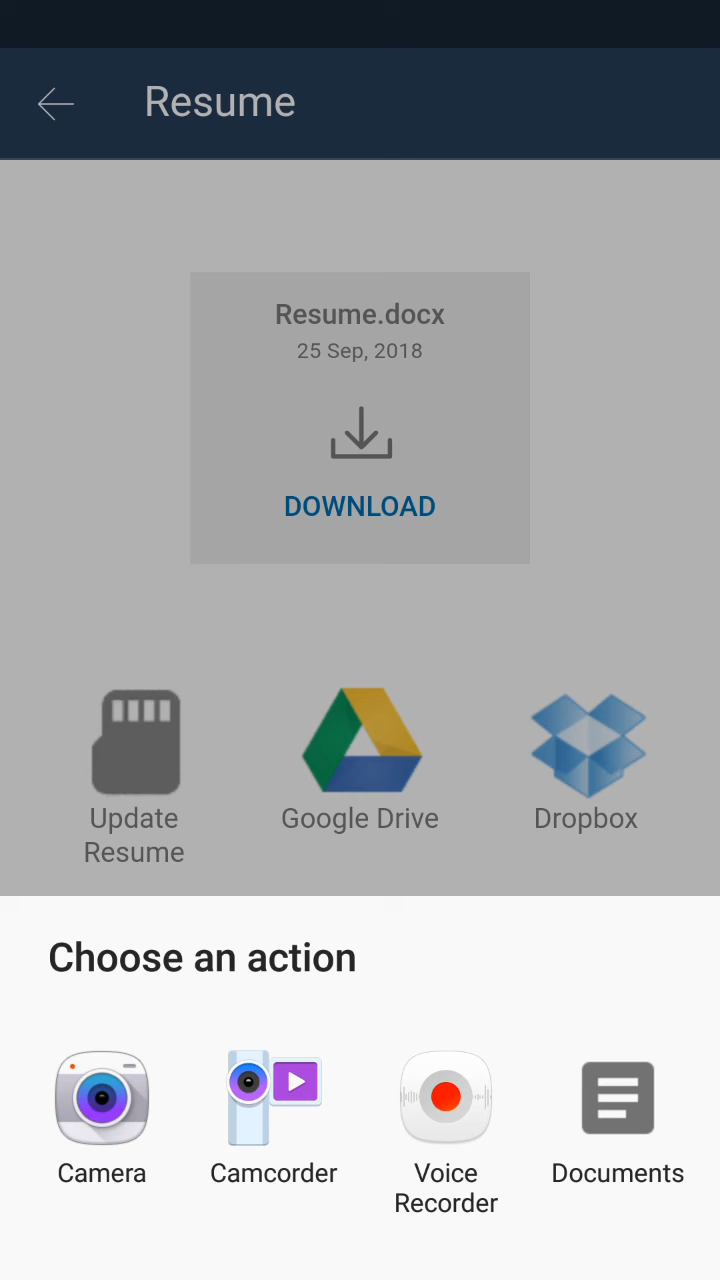 Resume
Resume.docx
25 Sep, 2018
DOWNLOAD
Update
Resume
Google Drive
Dropbox
Choose an action
Camera
Camcorder
Voice
Recorder
Documents